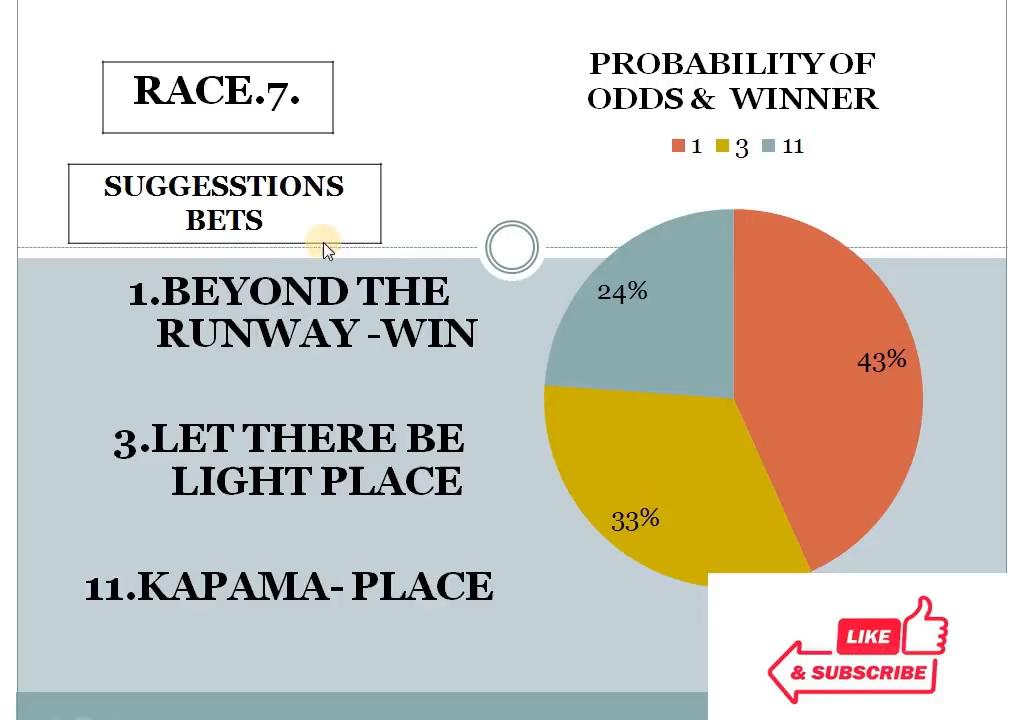 RACE.7.
SUGGESSTIONS
BETS
1.BEYOND THE
RUNWAY -WIN
3.LET THERE BE
LIGHT PLACE
11.KAPAMA- PLACE
PROBABILITY OF
ODDS & WINNER
1 3 11
24%
43%
33%
LIKE
& SUBSCRIBE